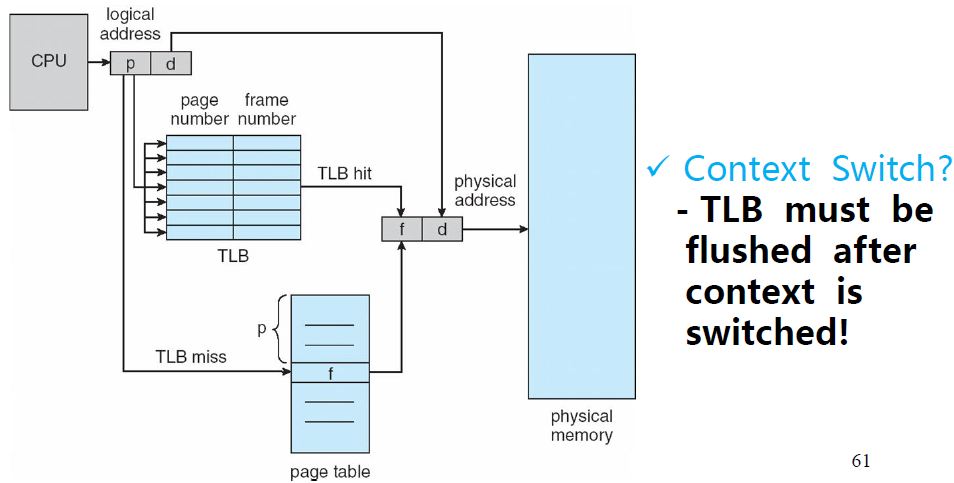 logical
address
CPU
p d
page
number
frame
number
TLB hit
TLB
physical
address
f d
p
TLB miss
f
page table
physical
memory
✓ Context Switch?
- TLB must be
flushed after
context is
switched!
61